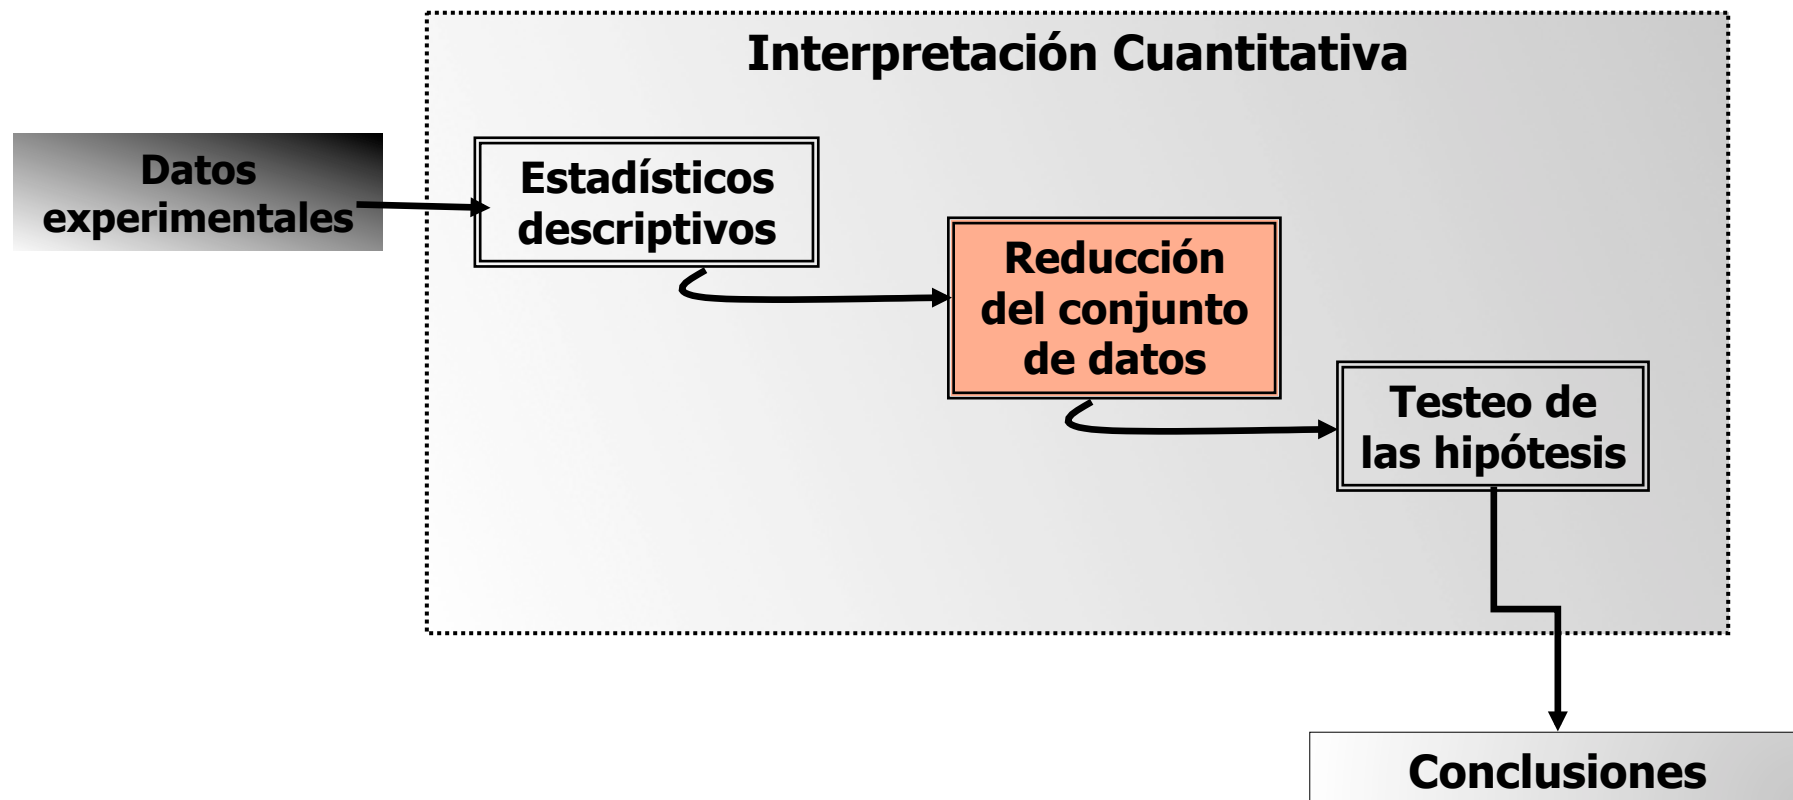 Interpretación Cuantitativa
Datos
experimentales
Estadísticos
descriptivos
Reducción
del conjunto
de datos
Testeo de
las hipótesis
Conclusiones